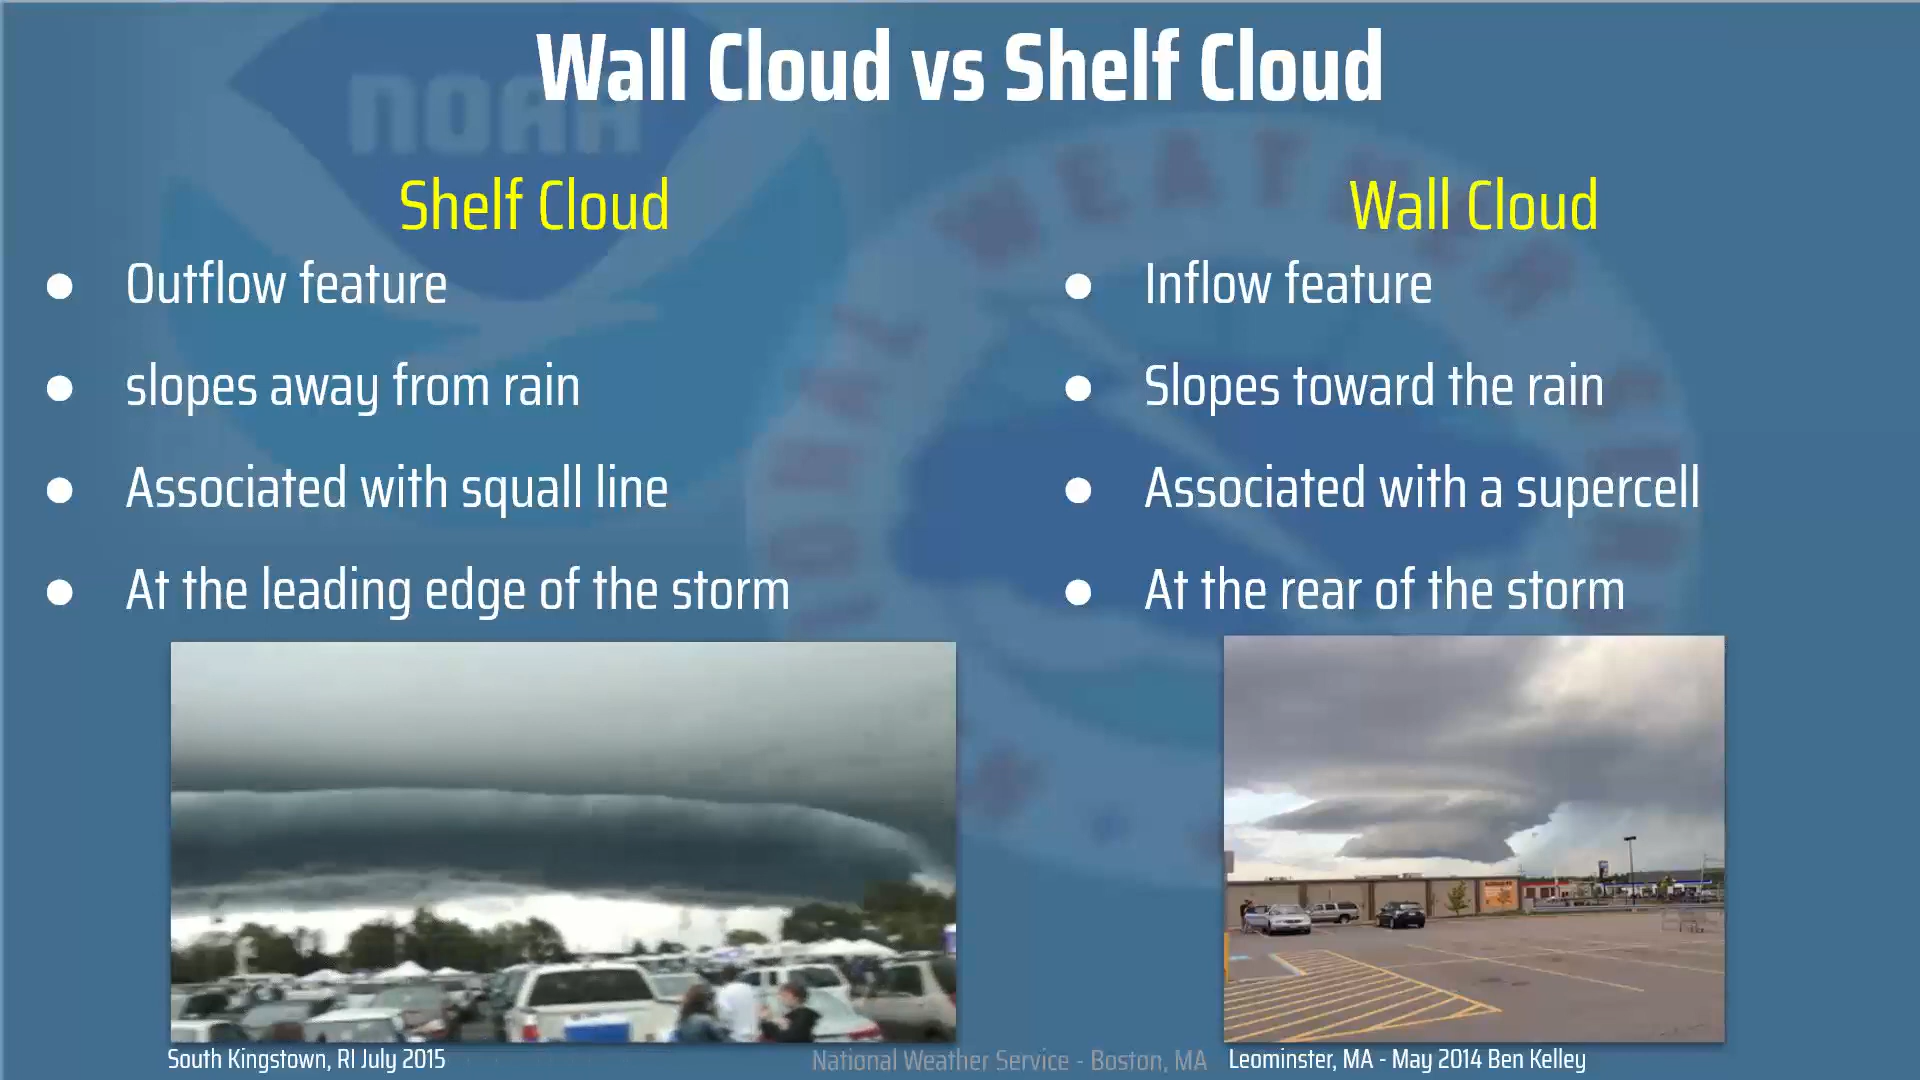 Wall Cloud vs Shelf Cloud
noaa
Shelf Cloud
Outflow feature
slopes away from rain
Associated with squall line
At the leading edge of the storm
Wall Cloud
Inflow feature
Slopes toward the rain
Associated with a supercell
At the rear of the storm
South Kingstown, RI July 2015
National Weather Service - Boston, MA
Leominster, MA - May 2014 Ben Kelley